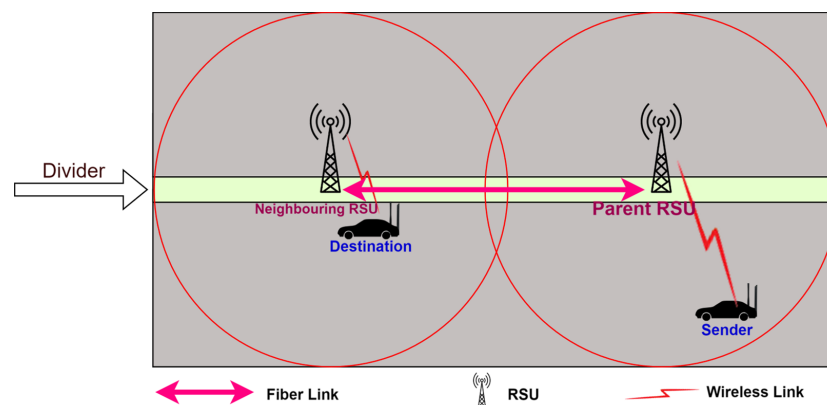 Divider
Neighbouring RSU
Parent RSU
Destination
Sender
Fiber Link
RSU
Wireless Link